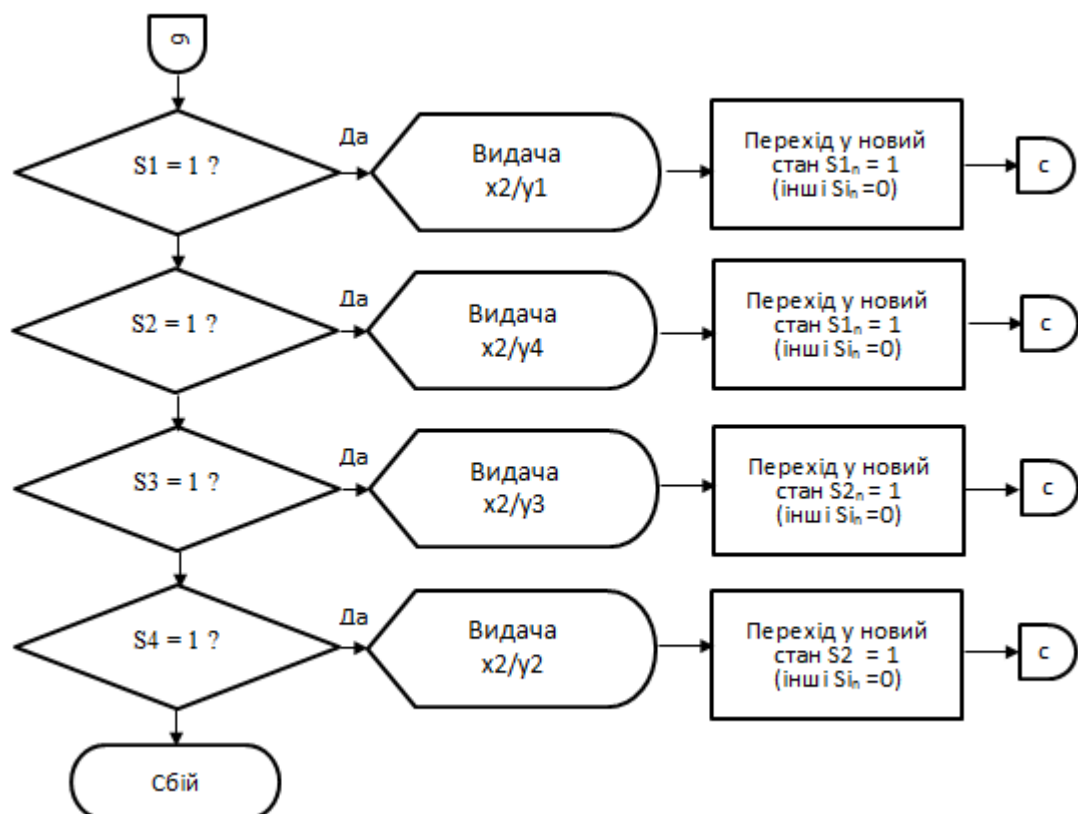 S1 = 1 ?
Да
Видача
x2/y1
Перехід у новий
стан S1ₙ = 1
(інші Siₙ =0)
c
S2 = 1 ?
Да
Видача
x2/y4
Перехід у новий
стан S1ₙ = 1
(інші Siₙ =0)
c
S3 = 1 ?
Да
Видача
x2/y3
Перехід у новий
стан S2ₙ = 1
(інші Siₙ =0)
c
S4 = 1 ?
Да
Видача
x2/y2
Перехід у новий
стан S2 = 1
(інші Siₙ =0)
c
Сбій